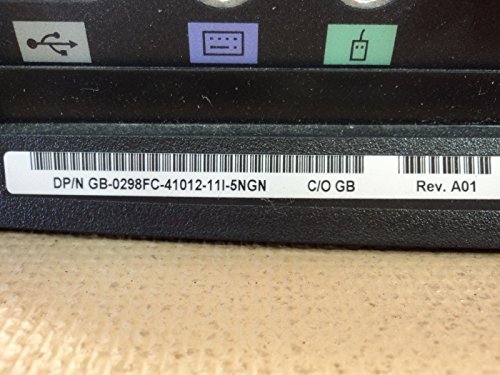 DP/N GB-0298FC-41012-11I-5NGN C/O GB Rev. A01